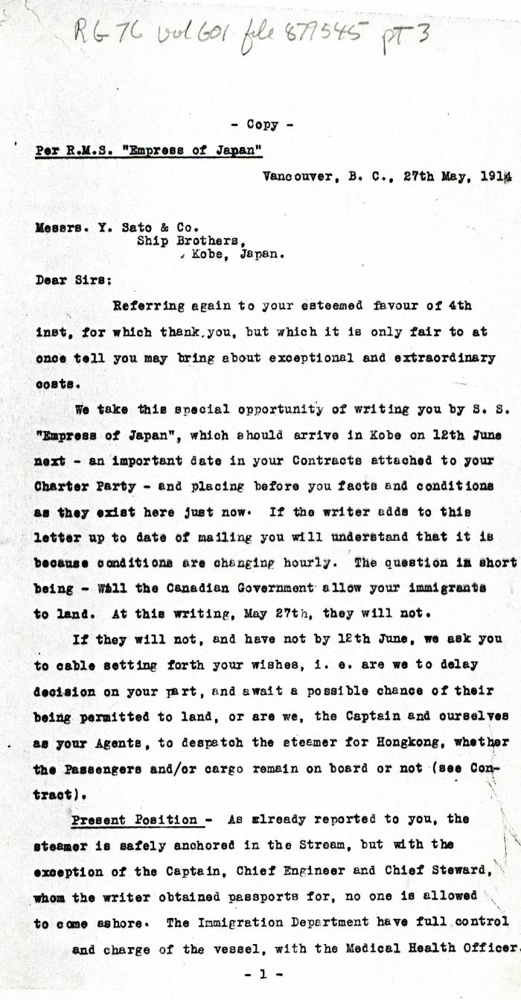 RG 76 vol 601 file 879545 pt 3
- Copy -
Per R.M.S. "Empress of Japan"
Vancouver, B. C., 27th May, 1914
Messrs. Y. Sato & Co.
Ship Brothers,
Kobe, Japan.
Dear Sirs:
Referring again to your esteemed favour of 4th
inst, for which thank you, but which it is only fair to at
once tell you may bring about exceptional and extraordinary
costs.
We take this special opportunity of writing you by S. S.
"Empress of Japan", which should arrive in Kobe on 12th June
next - an important date in your Contracts attached to your
Charter Party - and placing before you facts and conditions
as they exist here just now. If the writer adds to this
letter up to date of mailing you will understand that it is
because conditions are changing hourly. The question in short
being - Will the Canadian Government allow your immigrants
to land. At this writing, May 27th, they will not.
If they will not, and have not by 12th June, we ask you
to cable setting forth your wishes, i. e. are we to delay
decision on your part, and await a possible chance of their
being permitted to land, or are we, the Captain and ourselves
as your Agents, to despatch the steamer for Hongkong, whether
the Passengers and/or cargo remain on board or not (see Con-
tract).
Present Position - As already reported to you, the
steamer is safely anchored in the Stream, but with the
exception of the Captain, Chief Engineer and Chief Steward,
whom the writer obtained passports for, no one is allowed
to come ashore. The Immigration Department have full control
and charge of the vessel, with the Medical Health Officer.
- 1 -